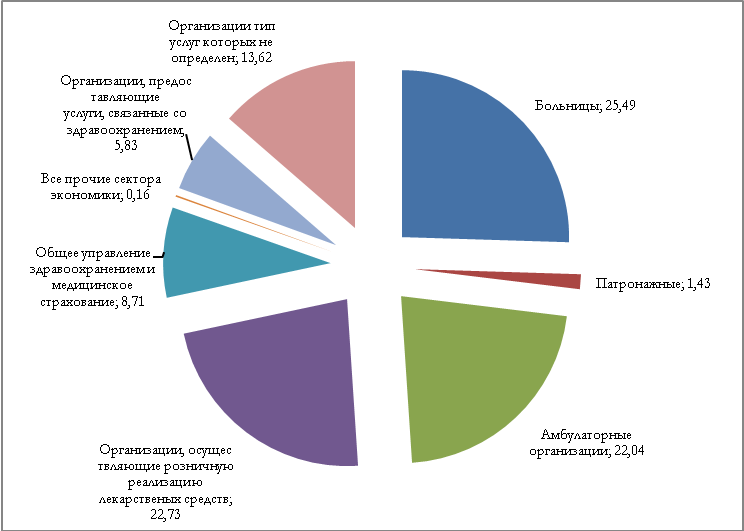 Организации тип
услуг которых не
определен; 13,62
Больницы; 25,49
Организации, предос
тавляющие
услуги, связанные со
здравоохранением;
5,83
Все прочие сектора
экономики; 0,16
Общее управление
здравоохранением и
медицинское
страхование; 8,71
Патронажные; 1,43
Амбулаторные
организации; 22,04
Организации, осущес
твляющие розничную
реализацию
лекарственых средств;
22,73